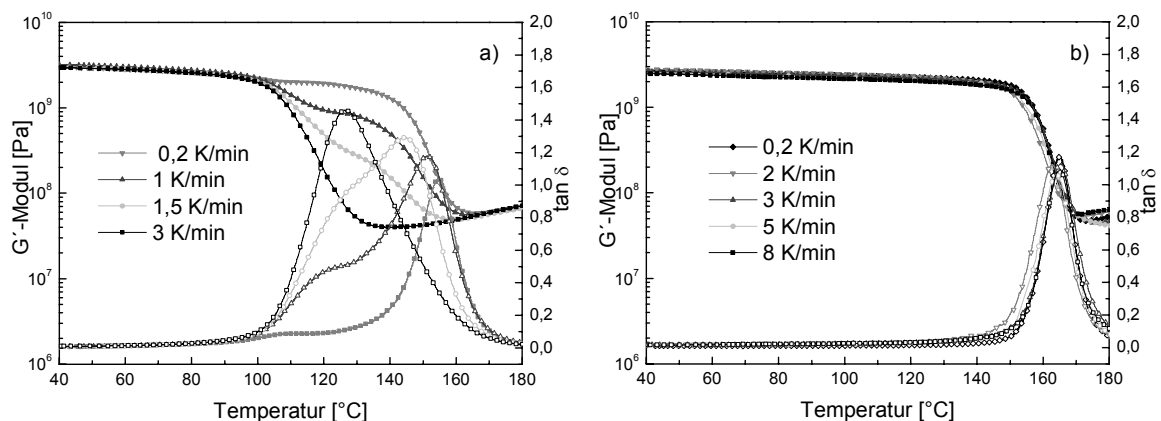 a)
10^10
10^9
10^8
10^7
10^6
G´-Modul [Pa]
0,2 K/min
1 K/min
1,5 K/min
3 K/min
2,0
1,8
1,6
1,4
1,2
1,0
0,8
0,6
0,4
0,2
0,0
tan δ
40 60 80 100 120 140 160 180
Temperatur [°C]
b)
10^10
10^9
10^8
10^7
10^6
G´-Modul [Pa]
0,2 K/min
2 K/min
3 K/min
5 K/min
8 K/min
2,0
1,8
1,6
1,4
1,2
1,0
0,8
0,6
0,4
0,2
0,0
tan δ
40 60 80 100 120 140 160 180
Temperatur [°C]